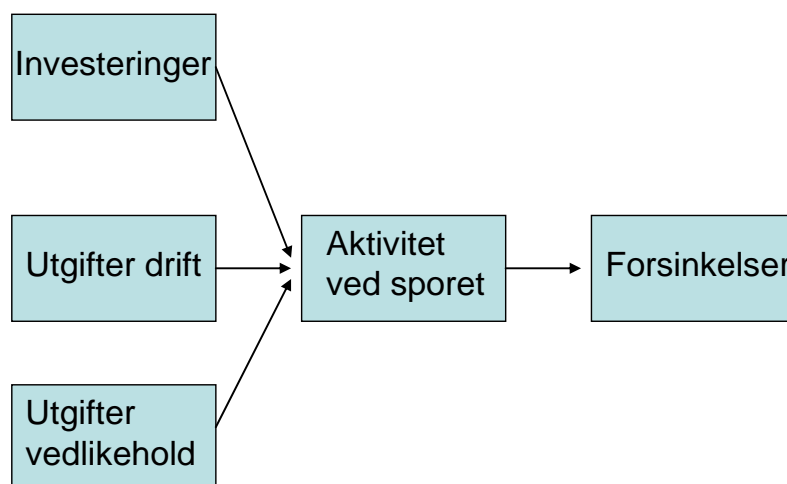 Investeringer
Utgifter drift
Aktivitet
ved sporet
Forsinkelser
Utgifter
vedlikehold